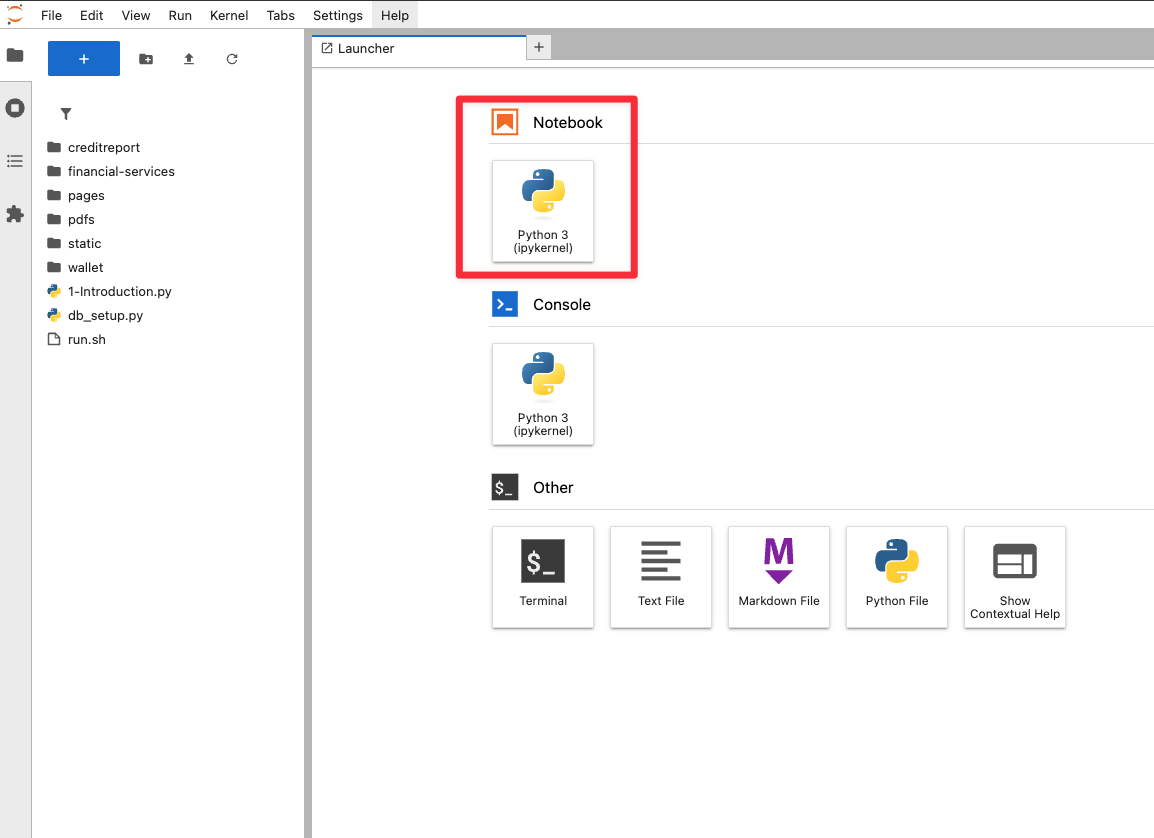 File Edit View Run Kernel Tabs Settings Help
Launcher
creditreport
financial-services
pages
pdfs
static
wallet
1-Introduction.py
db_setup.py
run.sh
Notebook
Python 3
(ipykernel)
Console
Python 3
(ipykernel)
$_ Other
$_
Terminal
Text File
M
Markdown File
Python File
Show
Contextual Help